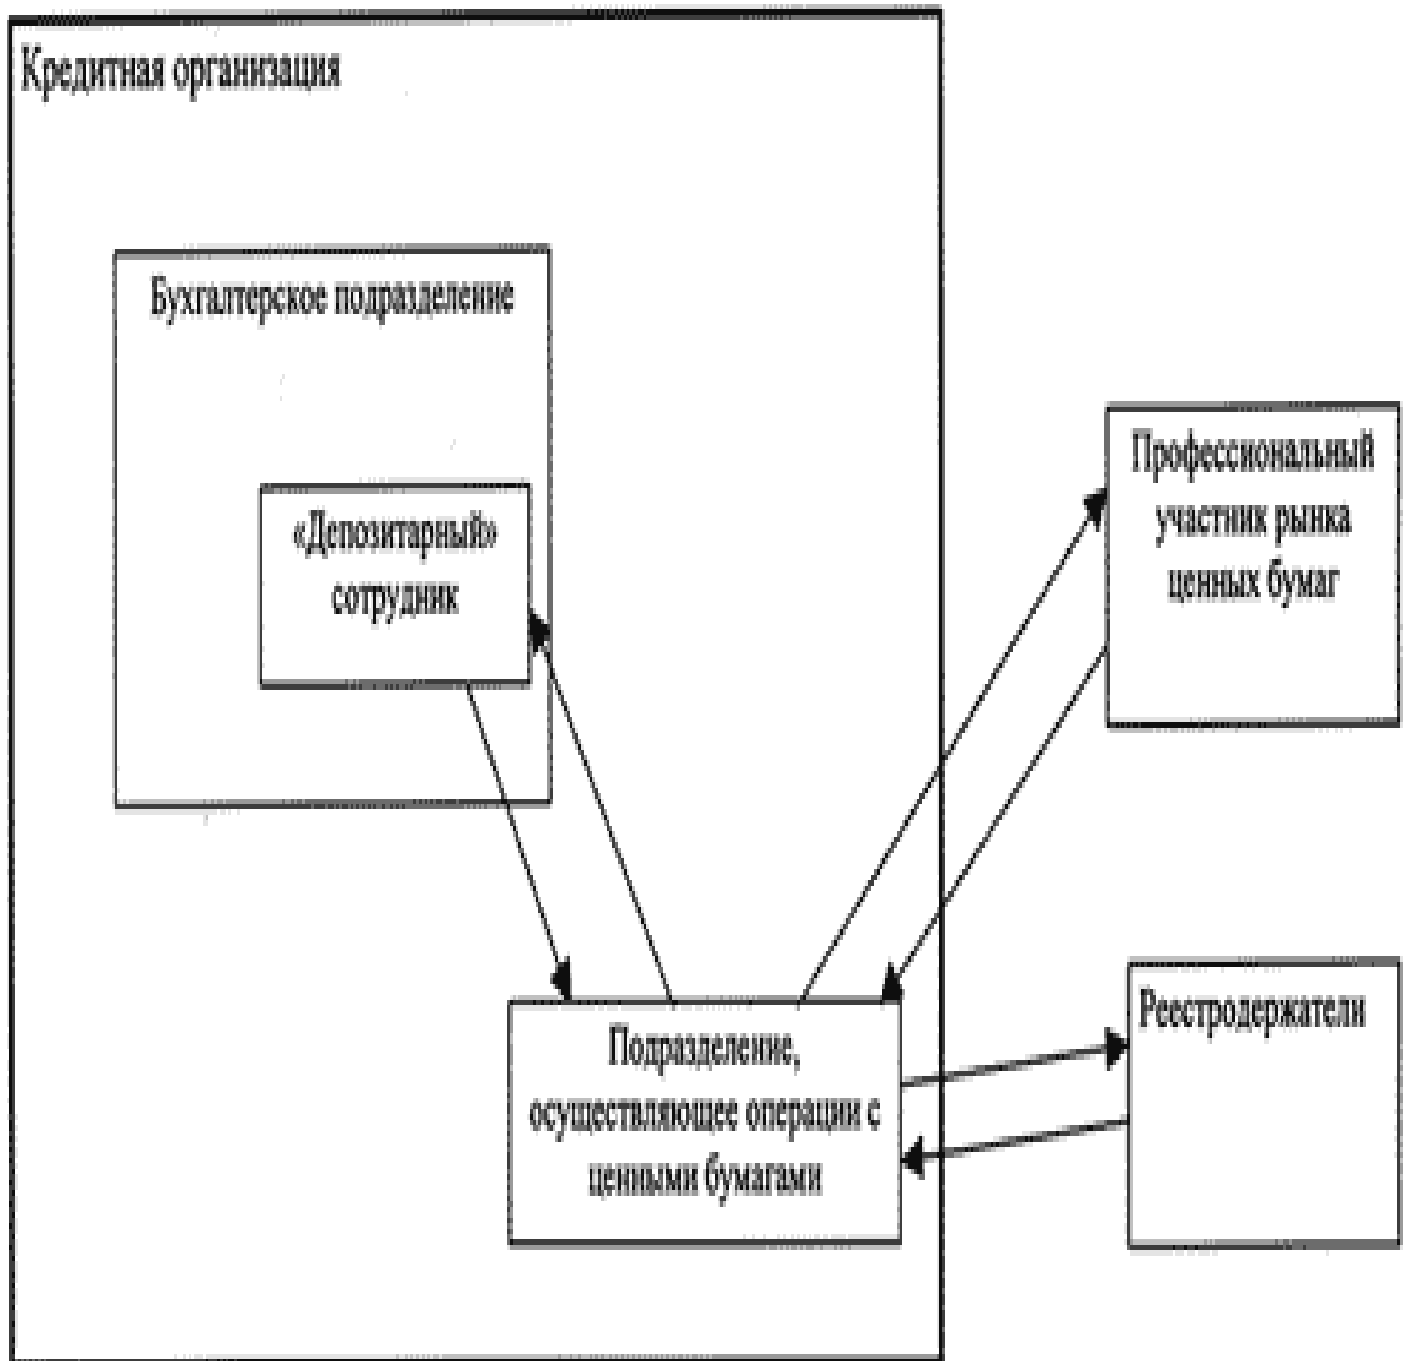 Кредитная организация
Бухгалтерское подразделение
«Депозитарный»
сотрудник
Профессиональный
участник рынка
ценных бумаг
Реестродержатели
Подразделение,
осуществляющее операции с
ценными бумагами